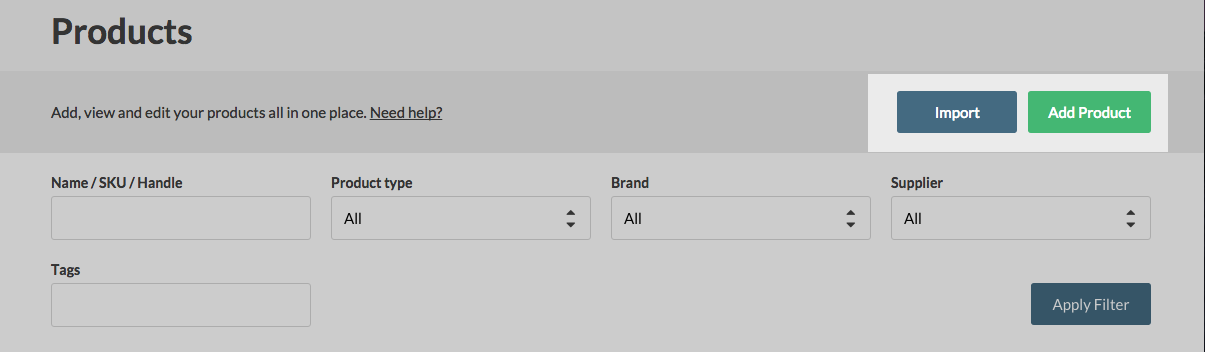 Products
Add, view and edit your products all in one place. Need help?
Import
Add Product
Name / SKU / Handle
Product type
Brand
Supplier
All
All
All
Tags
Apply Filter